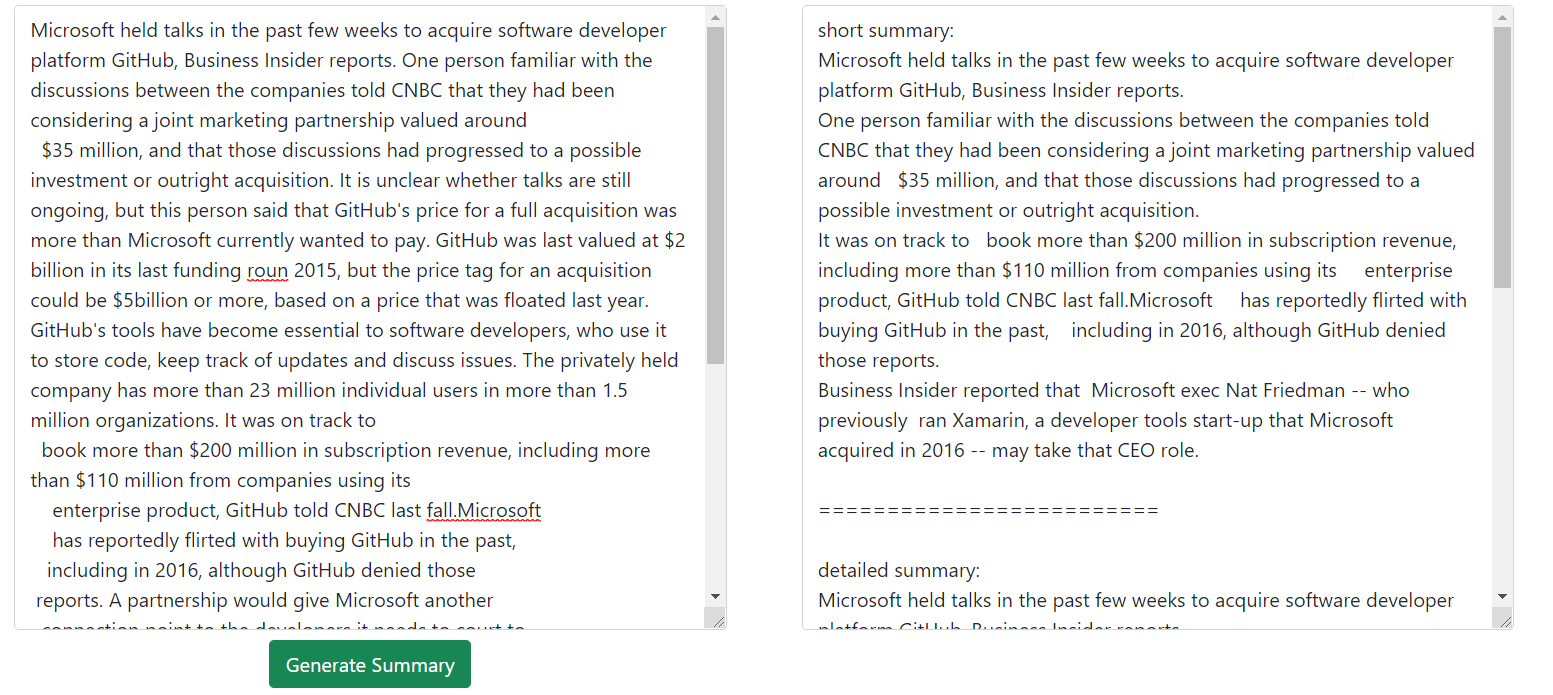 Microsoft held talks in the past few weeks to acquire software developer
platform GitHub, Business Insider reports. One person familiar with the
discussions between the companies told CNBC that they had been
considering a joint marketing partnership valued around
$35 million, and that those discussions had progressed to a possible
investment or outright acquisition. It is unclear whether talks are still
ongoing, but this person said that GitHub's price for a full acquisition was
more than Microsoft currently wanted to pay. GitHub was last valued at $2
billion in its last funding roun 2015, but the price tag for an acquisition
could be $5billion or more, based on a price that was floated last year.
GitHub's tools have become essential to software developers, who use it
to store code, keep track of updates and discuss issues. The privately held
company has more than 23 million individual users in more than 1.5
million organizations. It was on track to
book more than $200 million in subscription revenue, including more
than $110 million from companies using its
enterprise product, GitHub told CNBC last fall.Microsoft
has reportedly flirted with buying GitHub in the past,
including in 2016, although GitHub denied those
reports. A partnership would give Microsoft another
connection point to the developers it needs to court to
Generate Summary
short summary:
Microsoft held talks in the past few weeks to acquire software developer
platform GitHub, Business Insider reports.
One person familiar with the discussions between the companies told
CNBC that they had been considering a joint marketing partnership valued
around $35 million, and that those discussions had progressed to a
possible investment or outright acquisition.
It was on track to book more than $200 million in subscription revenue,
including more than $110 million from companies using its enterprise
product, GitHub told CNBC last fall.Microsoft has reportedly flirted with
buying GitHub in the past, including in 2016, although GitHub denied
those reports.
Business Insider reported that Microsoft exec Nat Friedman -- who
previously ran Xamarin, a developer tools start-up that Microsoft
acquired in 2016 -- may take that CEO role.
=========================
detailed summary:
Microsoft held talks in the past few weeks to acquire software developer
platform GitHub, Business Insider reports.